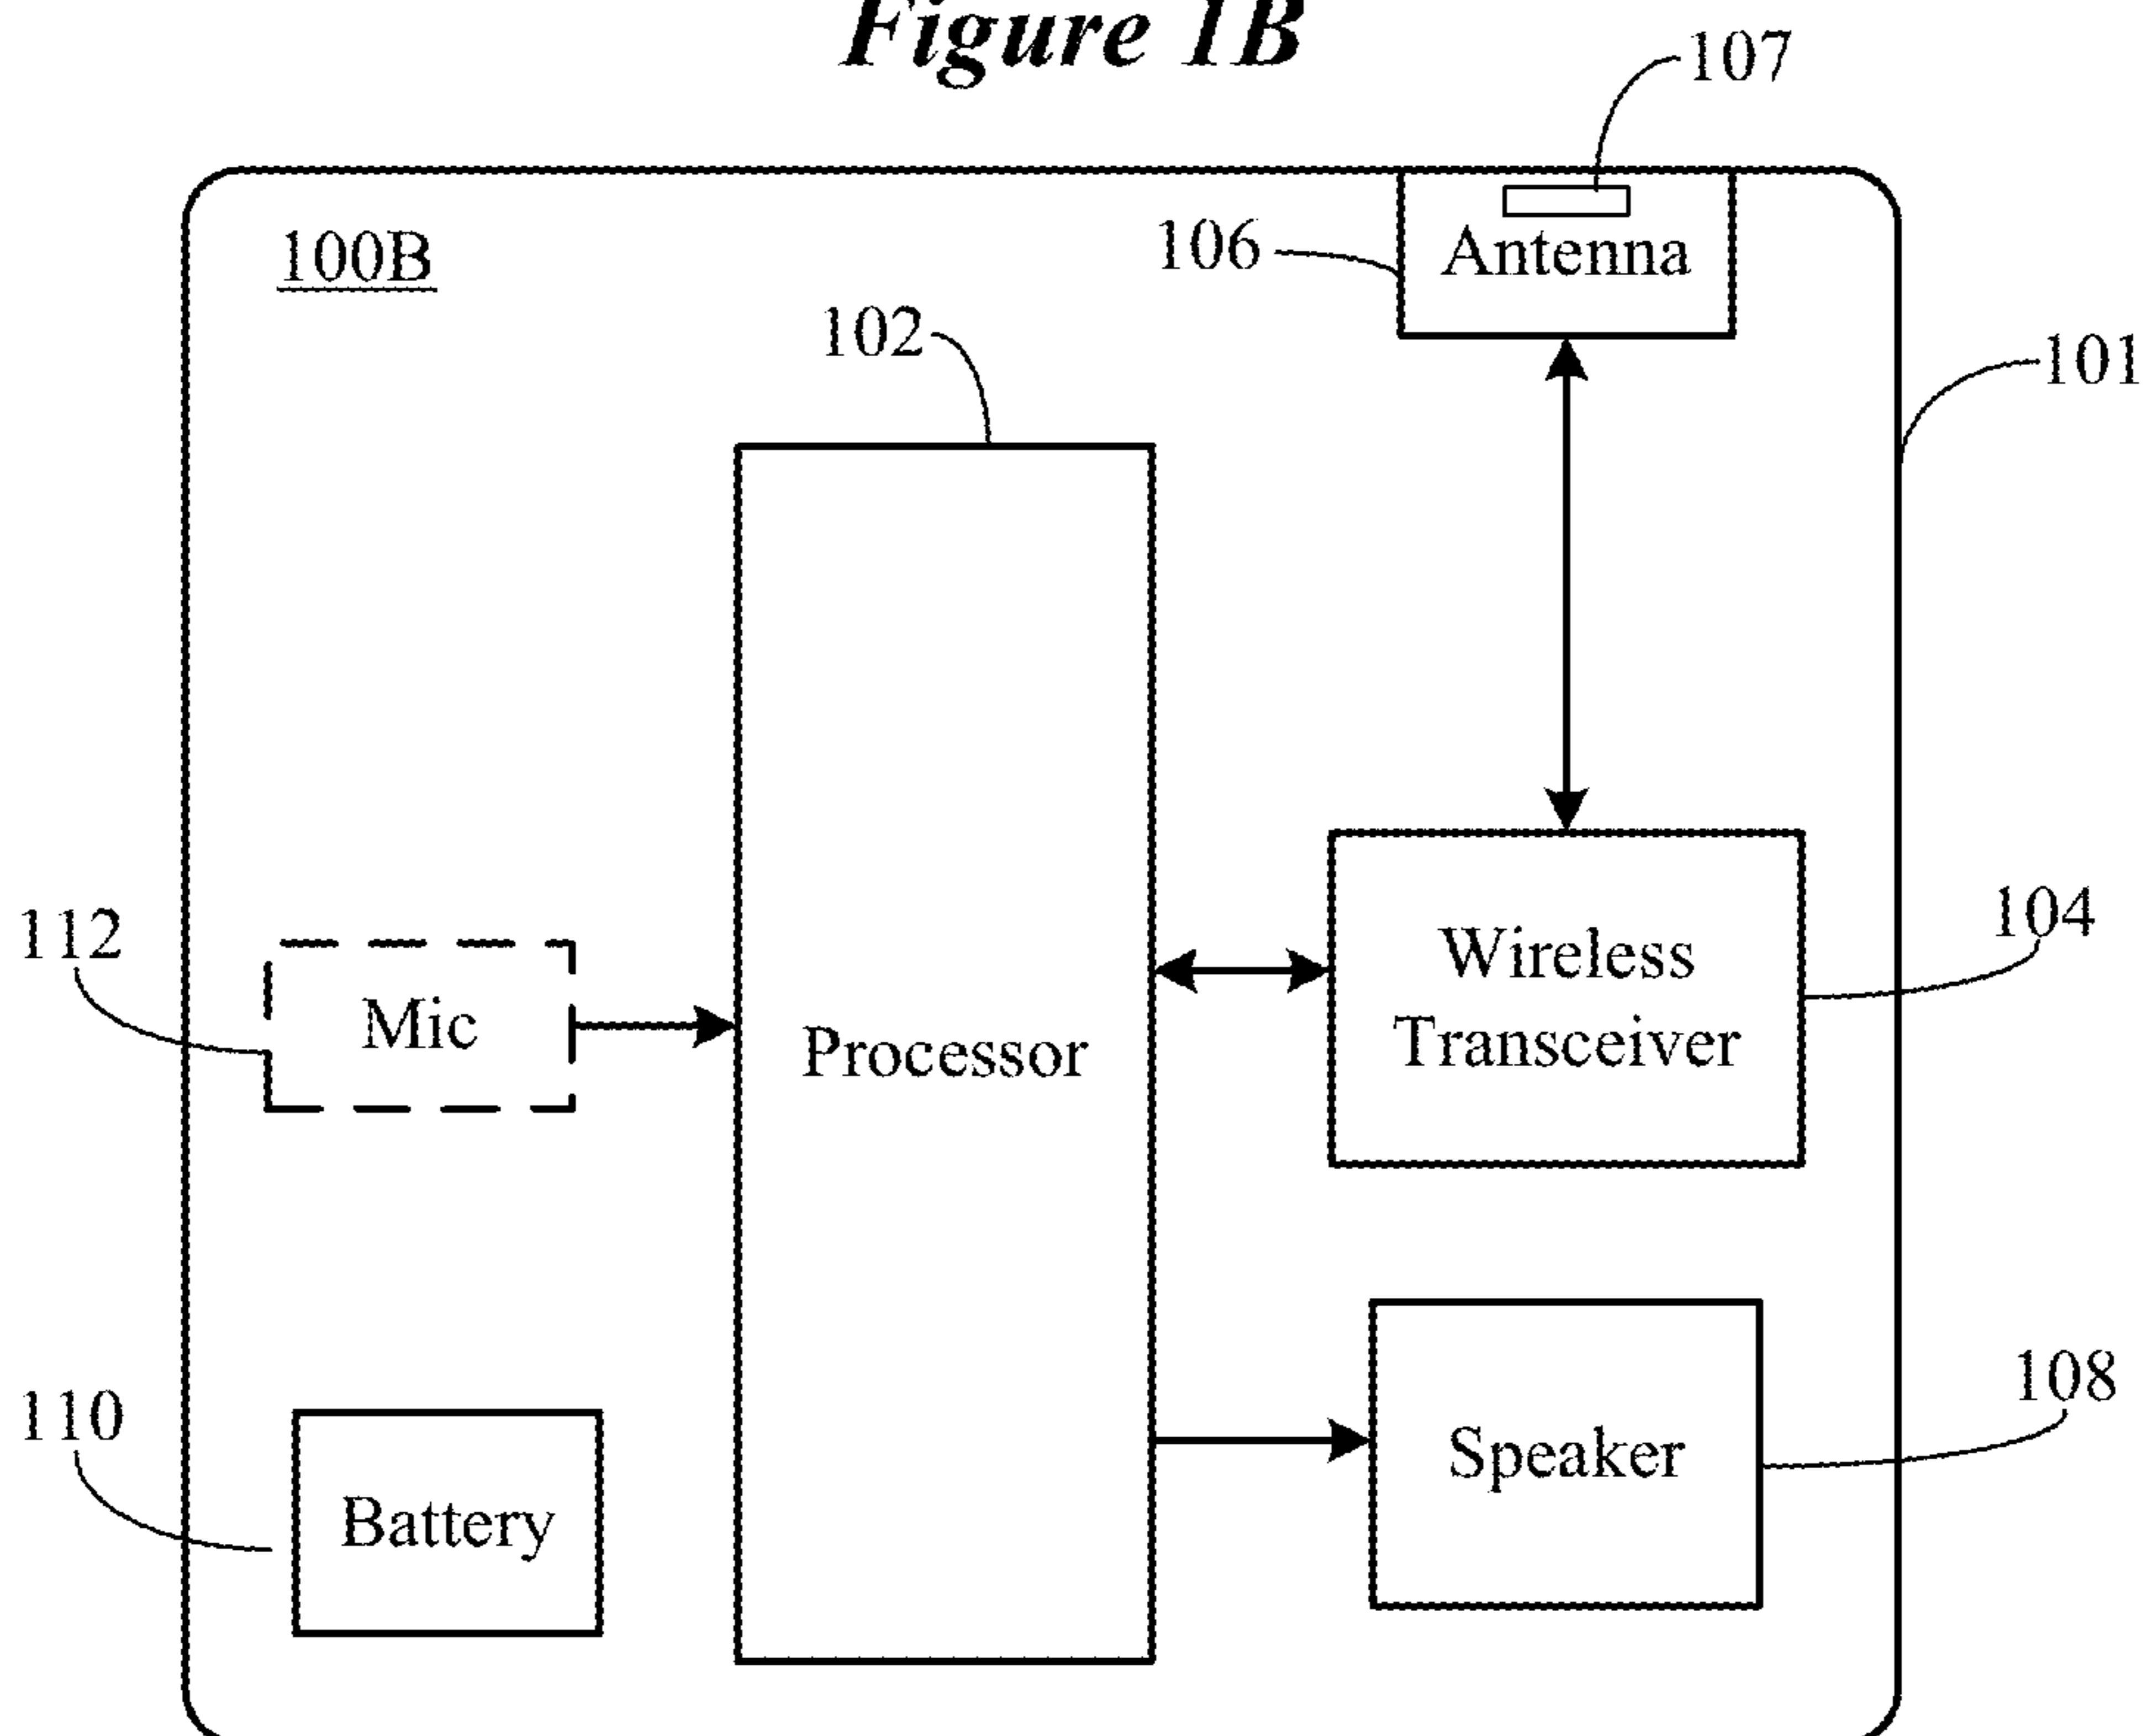 Figure 1B
107
100B
106
Antenna
102
101
112
Mic
Processor
Wireless
Transceiver
104
110
Battery
Speaker
108